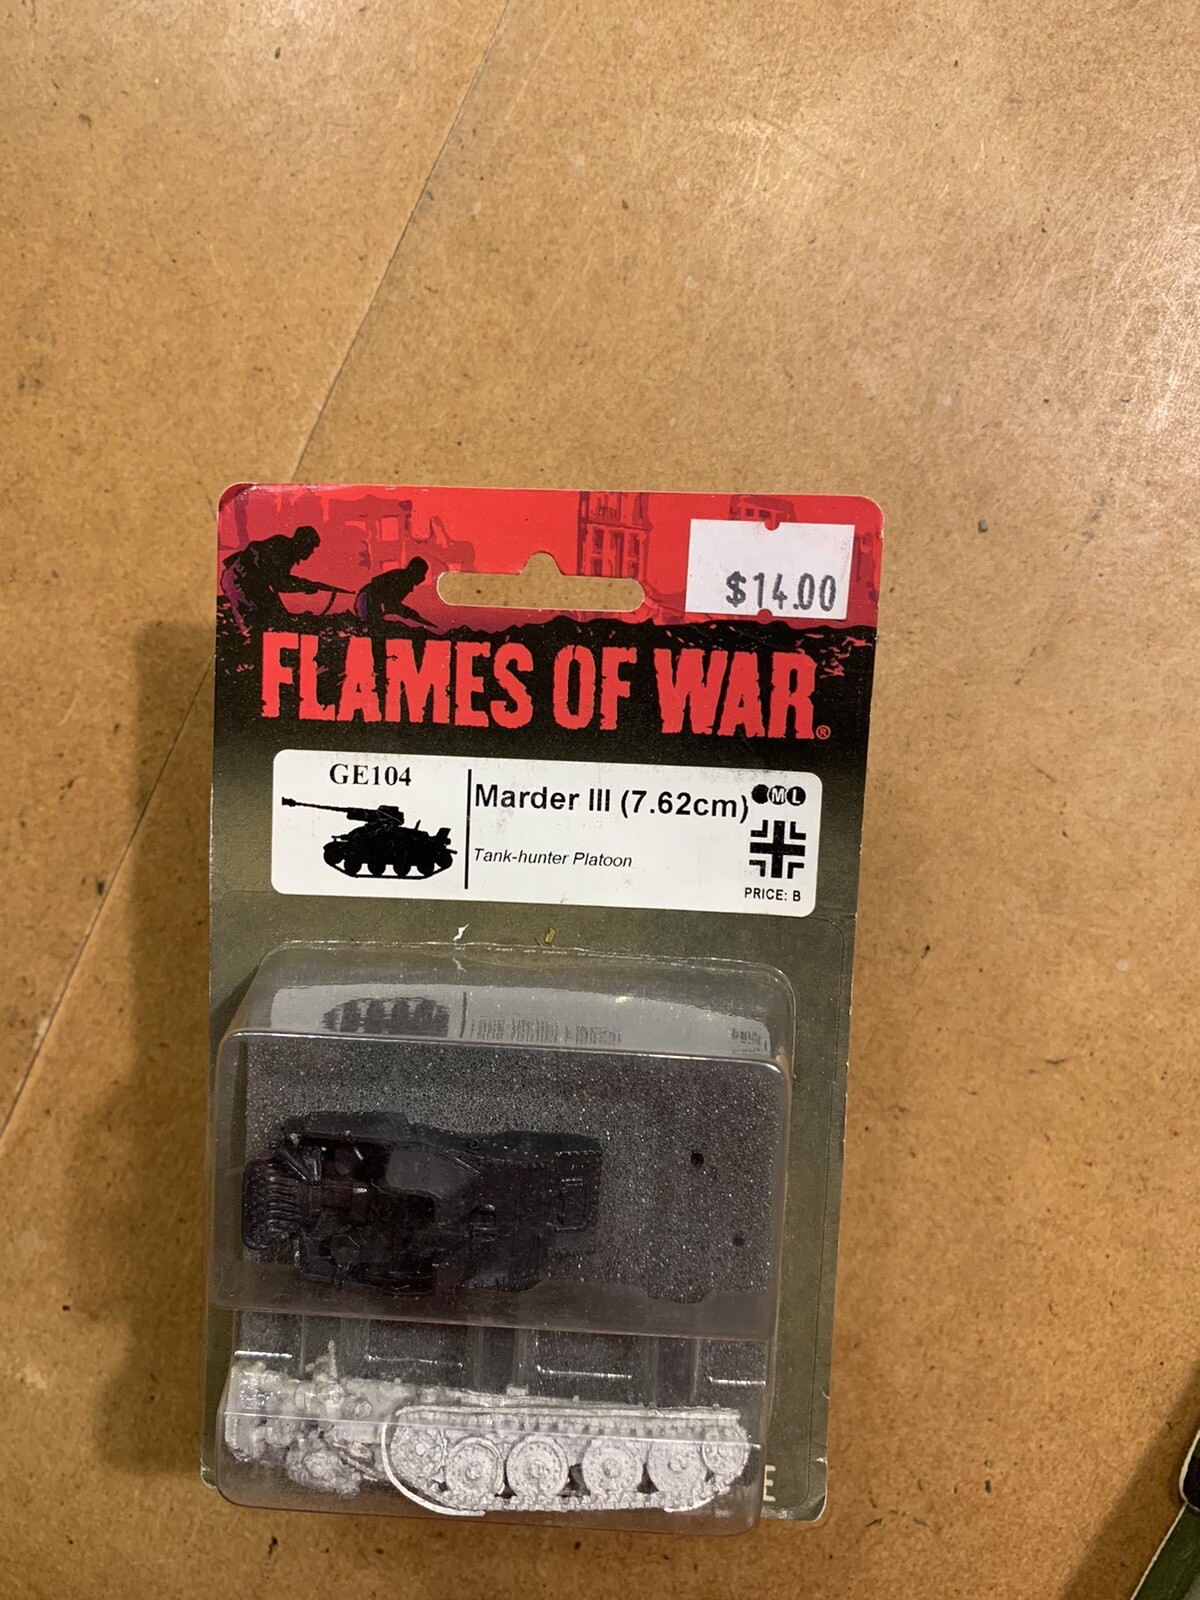 $14.00
FLAMES OF WAR®
GE104
Marder III (7.62cm)
M L
Tank-hunter Platoon
PRICE: B
E